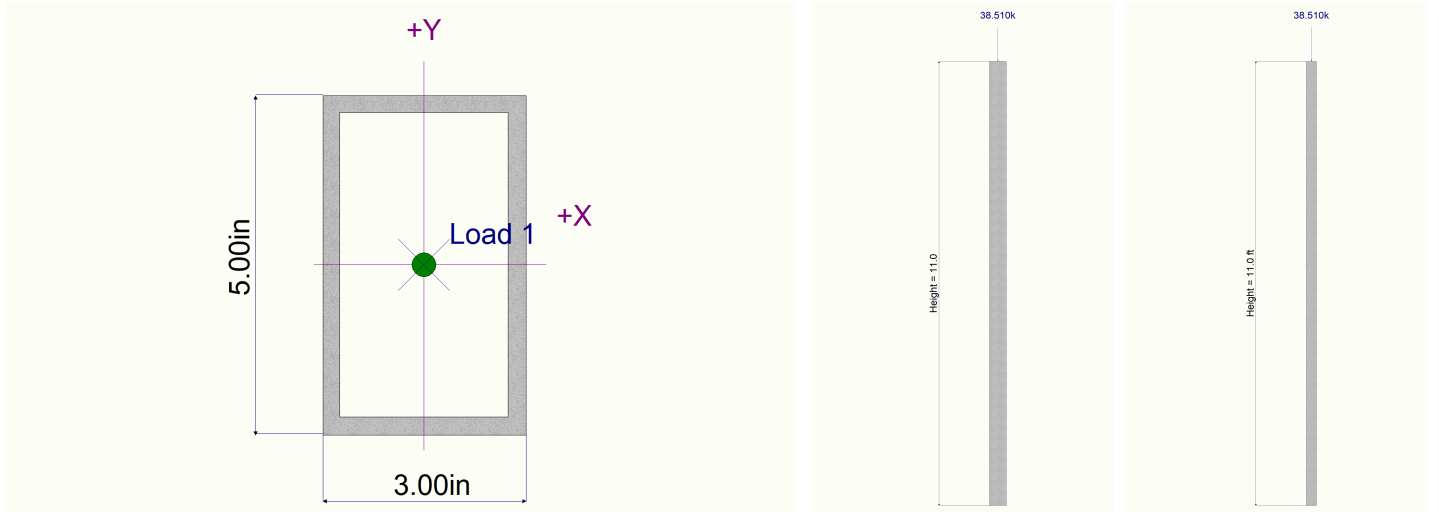 +Y
+X
Load 1
5.00in
3.00in
38.510k
Height = 11.0
38.510k
Height = 11.0 ft